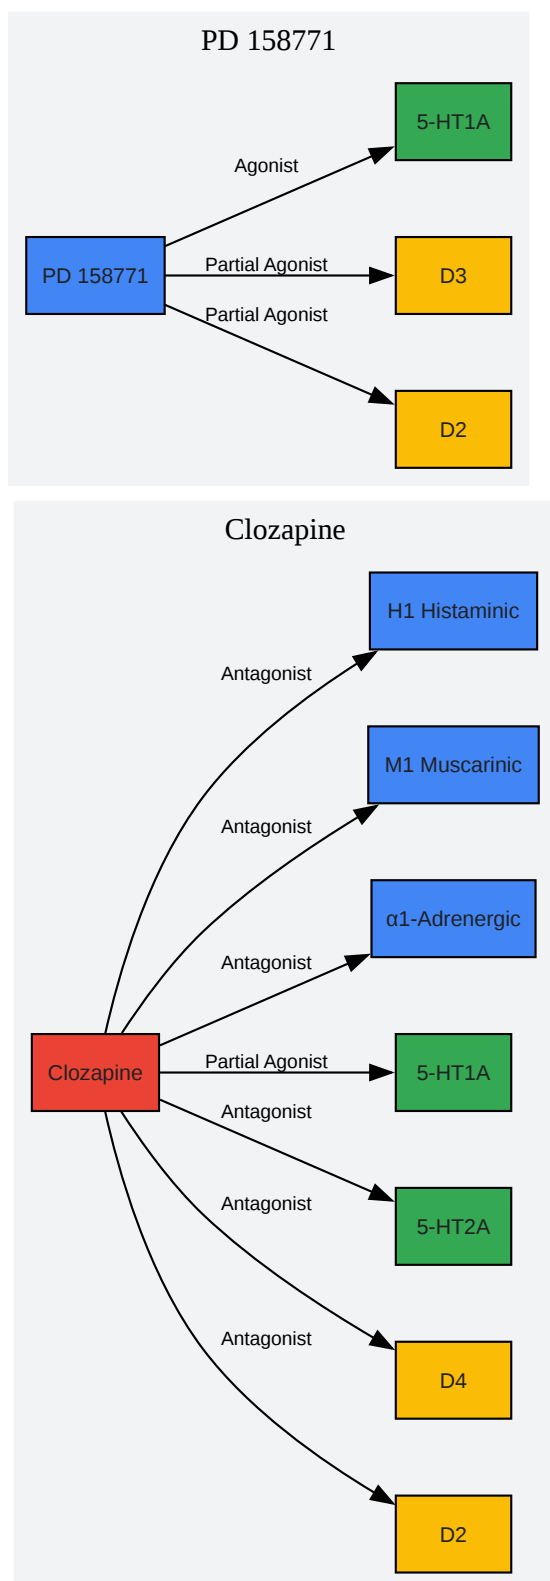 PD 158771
5-HT1A
Agonist
PD 158771
Partial Agonist
D3
Partial Agonist
D2
Clozapine
H1 Histaminic
Antagonist
M1 Muscarinic
Antagonist
α1-Adrenergic
Antagonist
Clozapine
Partial Agonist
5-HT1A
Antagonist
Antagonist
5-HT2A
Antagonist
D4
D2